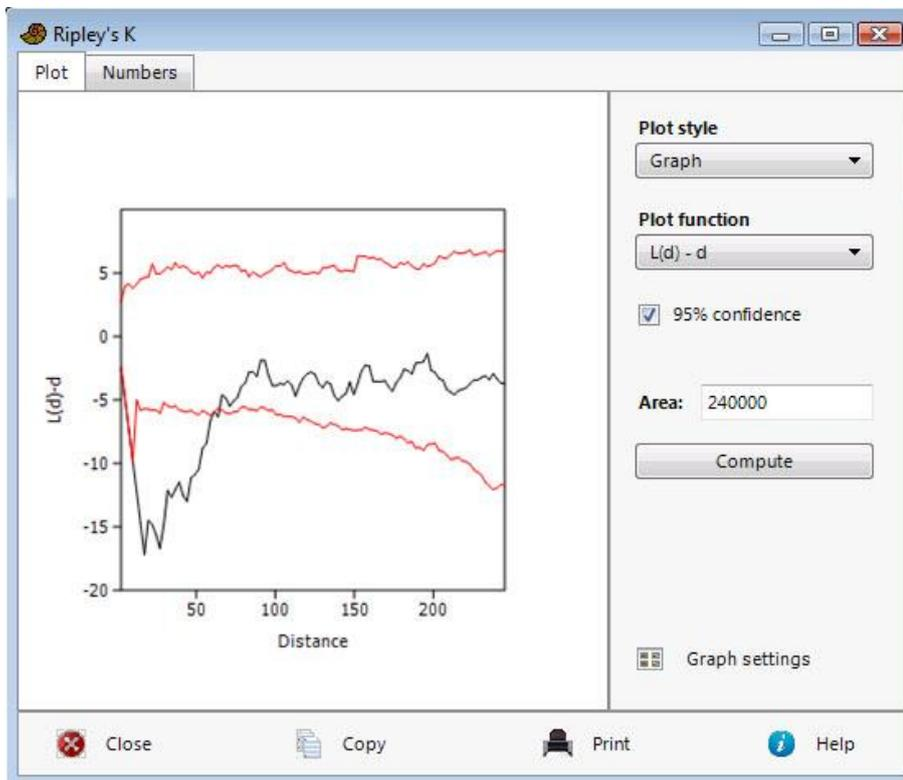 Ripley's K
Plot Numbers
Plot style
Graph
Plot function
L(d) - d
95% confidence
Area: 240000
Compute
Graph settings
L(d)-d
5
0
-5
-10
-15
-20
50 100 150 200
Distance
Close Copy Print Help